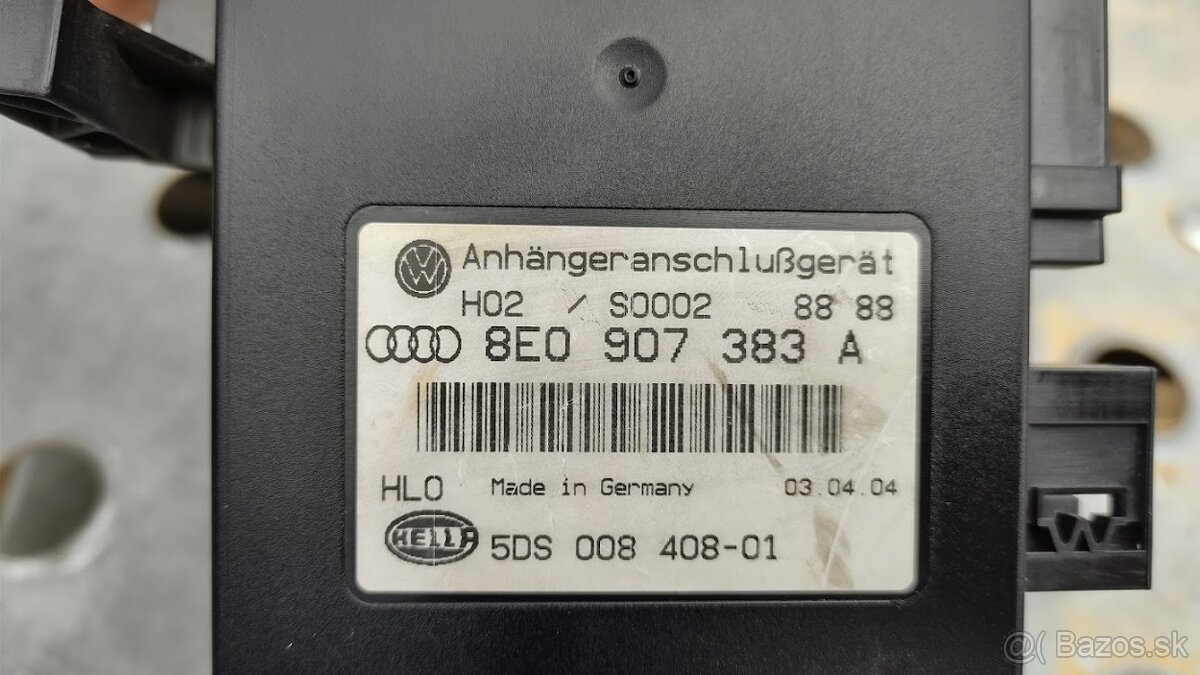 Anhängeranschlußgerät
H02 / S0002 88 88
8E0 907 383 A
HLO Made in Germany 03.04.04
HELLA 5DS 008 408-01
@( Bazos.sk